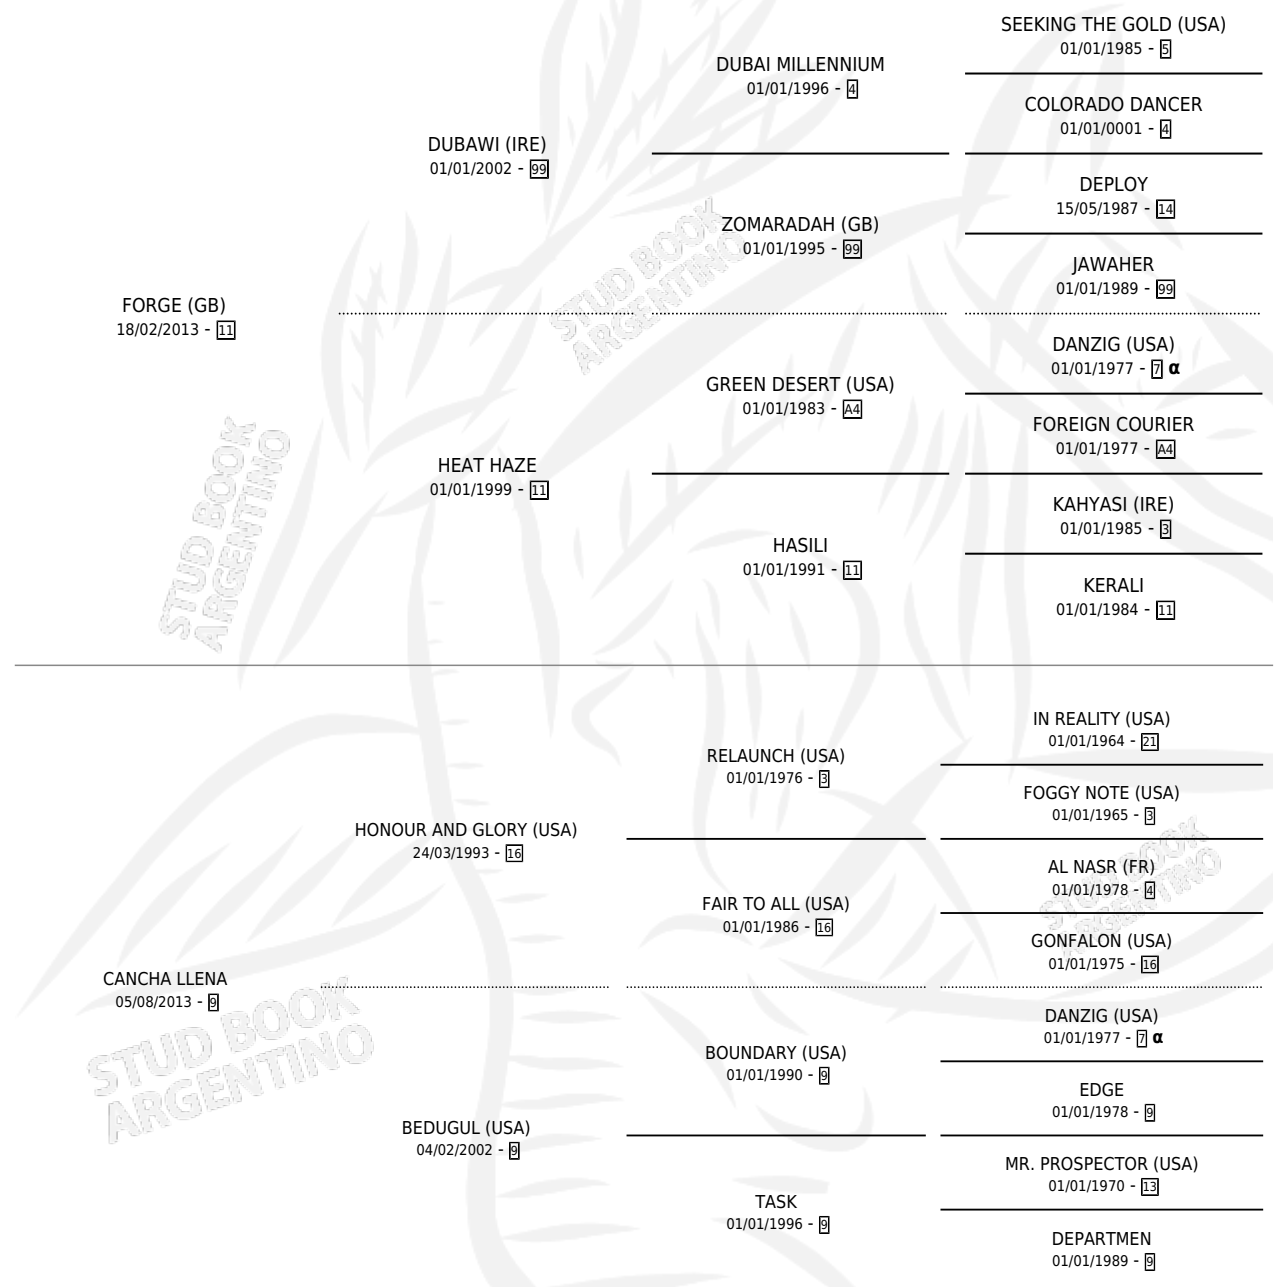 SEEKING THE GOLD (USA)
01/01/1985 - 5
DUBAI MILLENNIUM
01/01/1996 - 4
COLORADO DANCER
01/01/0001 - 4
DUBAWI (IRE)
01/01/2002 - 99
DEPLOY
15/05/1987 - 14
ZOMARADAH (GB)
01/01/1995 - 99
JAWAHER
01/01/1989 - 99
FORGE (GB)
18/02/2013 - 11
DANZIG (USA)
01/01/1977 - 7 α
GREEN DESERT (USA)
01/01/1983 - A4
FOREIGN COURIER
01/01/1977 - A4
HEAT HAZE
01/01/1999 - 11
KAHYASI (IRE)
01/01/1985 - 3
HASILI
01/01/1991 - 11
KERALI
01/01/1984 - 11
IN REALITY (USA)
01/01/1964 - 21
RELAUNCH (USA)
01/01/1976 - 3
FOGGY NOTE (USA)
01/01/1965 - 3
HONOUR AND GLORY (USA)
24/03/1993 - 16
AL NASR (FR)
01/01/1978 - 4
FAIR TO ALL (USA)
01/01/1986 - 16
GONFALON (USA)
01/01/1975 - 16
CANCHA LLENA
05/08/2013 - 9
DANZIG (USA)
01/01/1977 - 7 α
BOUNDARY (USA)
01/01/1990 - 9
EDGE
01/01/1978 - 9
BEDUGUL (USA)
04/02/2002 - 9
MR. PROSPECTOR (USA)
01/01/1970 - 13
TASK
01/01/1996 - 9
DEPARTMEN
01/01/1989 - 9
STUD BOOK
ARGENTINO
STUD BOOK
ARGENTINO
STUD BOOK
ARGENTINO
STUD BOOK
ARGENTINO